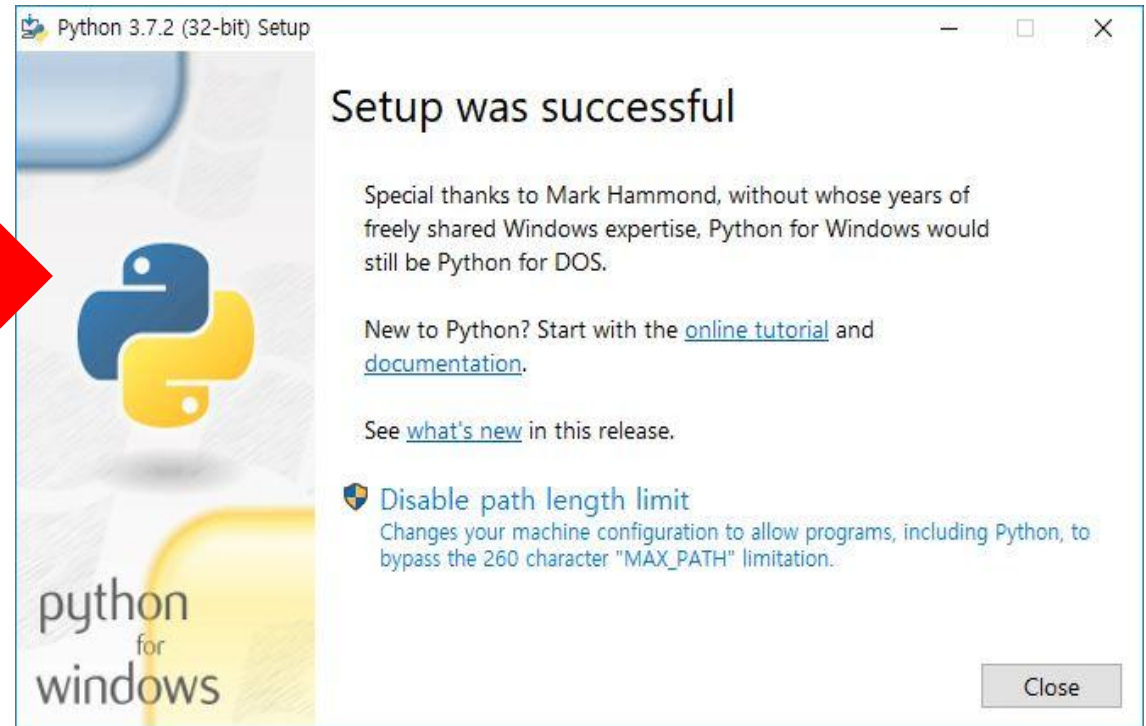 Python 3.7.2 (32-bit) Setup
Setup was successful
Special thanks to Mark Hammond, without whose years of
freely shared Windows expertise, Python for Windows would
still be Python for DOS.
New to Python? Start with the online tutorial and
documentation.
See what's new in this release.
Disable path length limit
Changes your machine configuration to allow programs, including Python, to
bypass the 260 character "MAX_PATH" limitation.
python
for
windows
Close